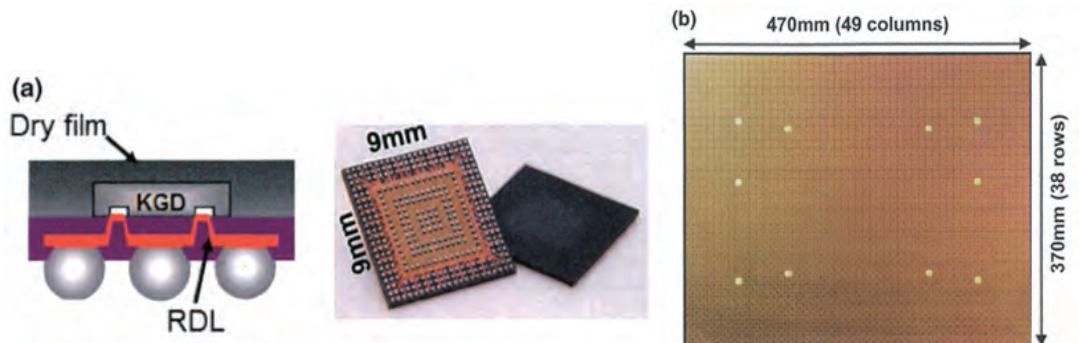 (a)
Dry film
KGD
RDL
9mm
9mm
(b)
470mm (49 columns)
370mm (38 rows)